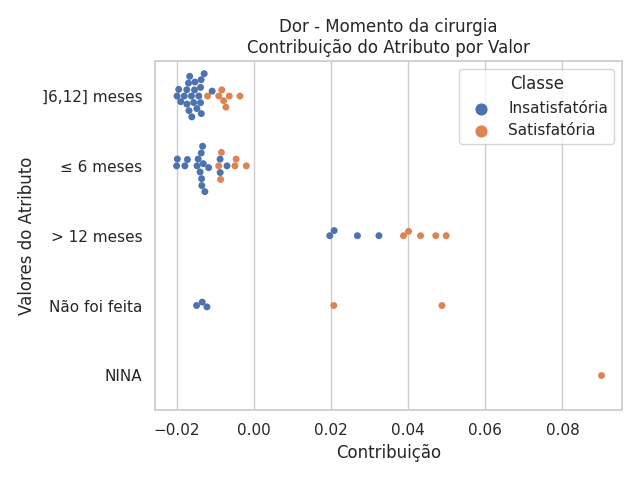 Dor - Momento da cirurgia
Contribuição do Atributo por Valor
Classe
Insatisfatória
Satisfatória
Valores do Atributo
]6,12] meses
≤ 6 meses
> 12 meses
Não foi feita
NINA
−0.02 0.00 0.02 0.04 0.06 0.08
Contribuição